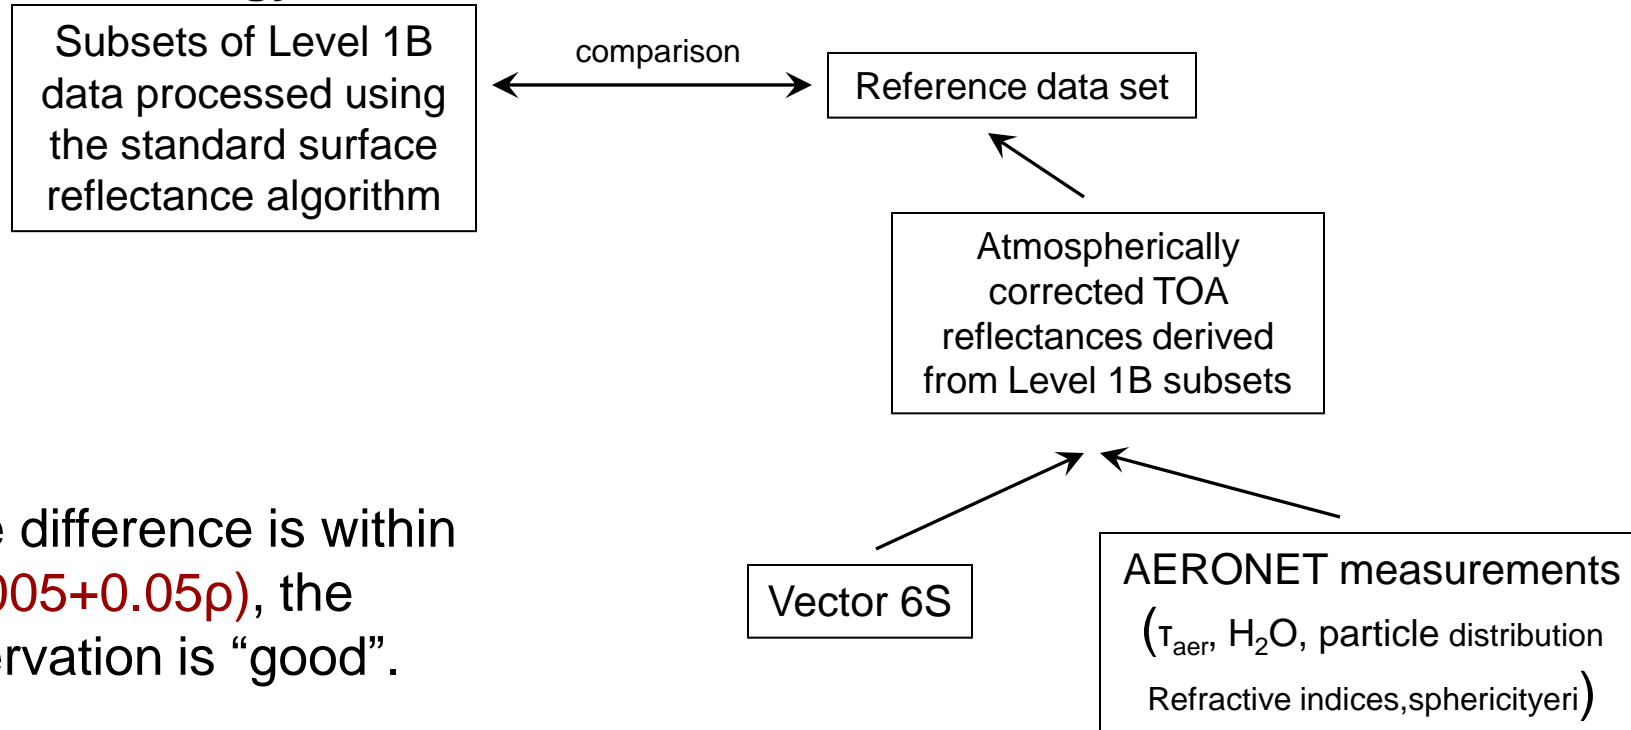 Subsets of Level 1B
data processed using
the standard surface
reflectance algorithm
comparison
Reference data set
Atmospherically
corrected TOA
reflectances derived
from Level 1B subsets
difference is within
005+0.05ρ), the
ervation is “good”.
Vector 6S
AERONET measurements
(τaer, H2O, particle distribution
Refractive indices,sphericityeri)